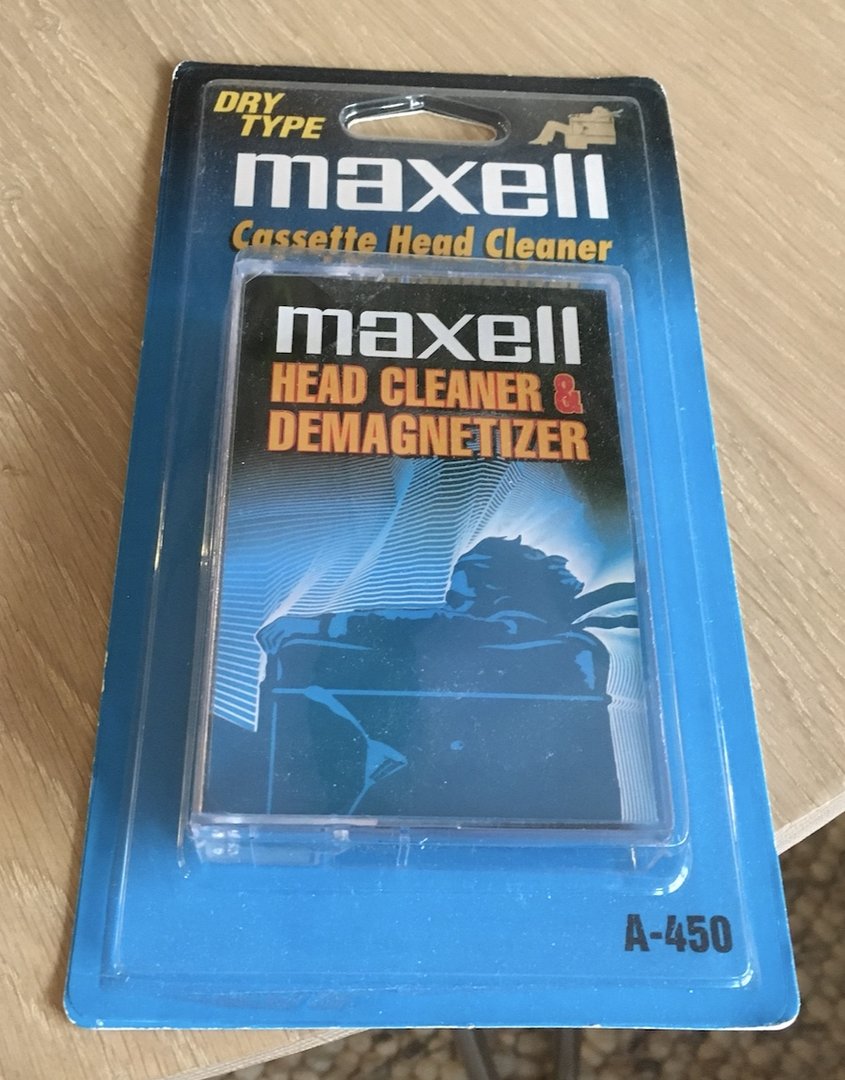 DRY
TYPE
maxell
Cassette Head Cleaner
maxell
HEAD CLEANER &
DEMAGNETIZER
A-450